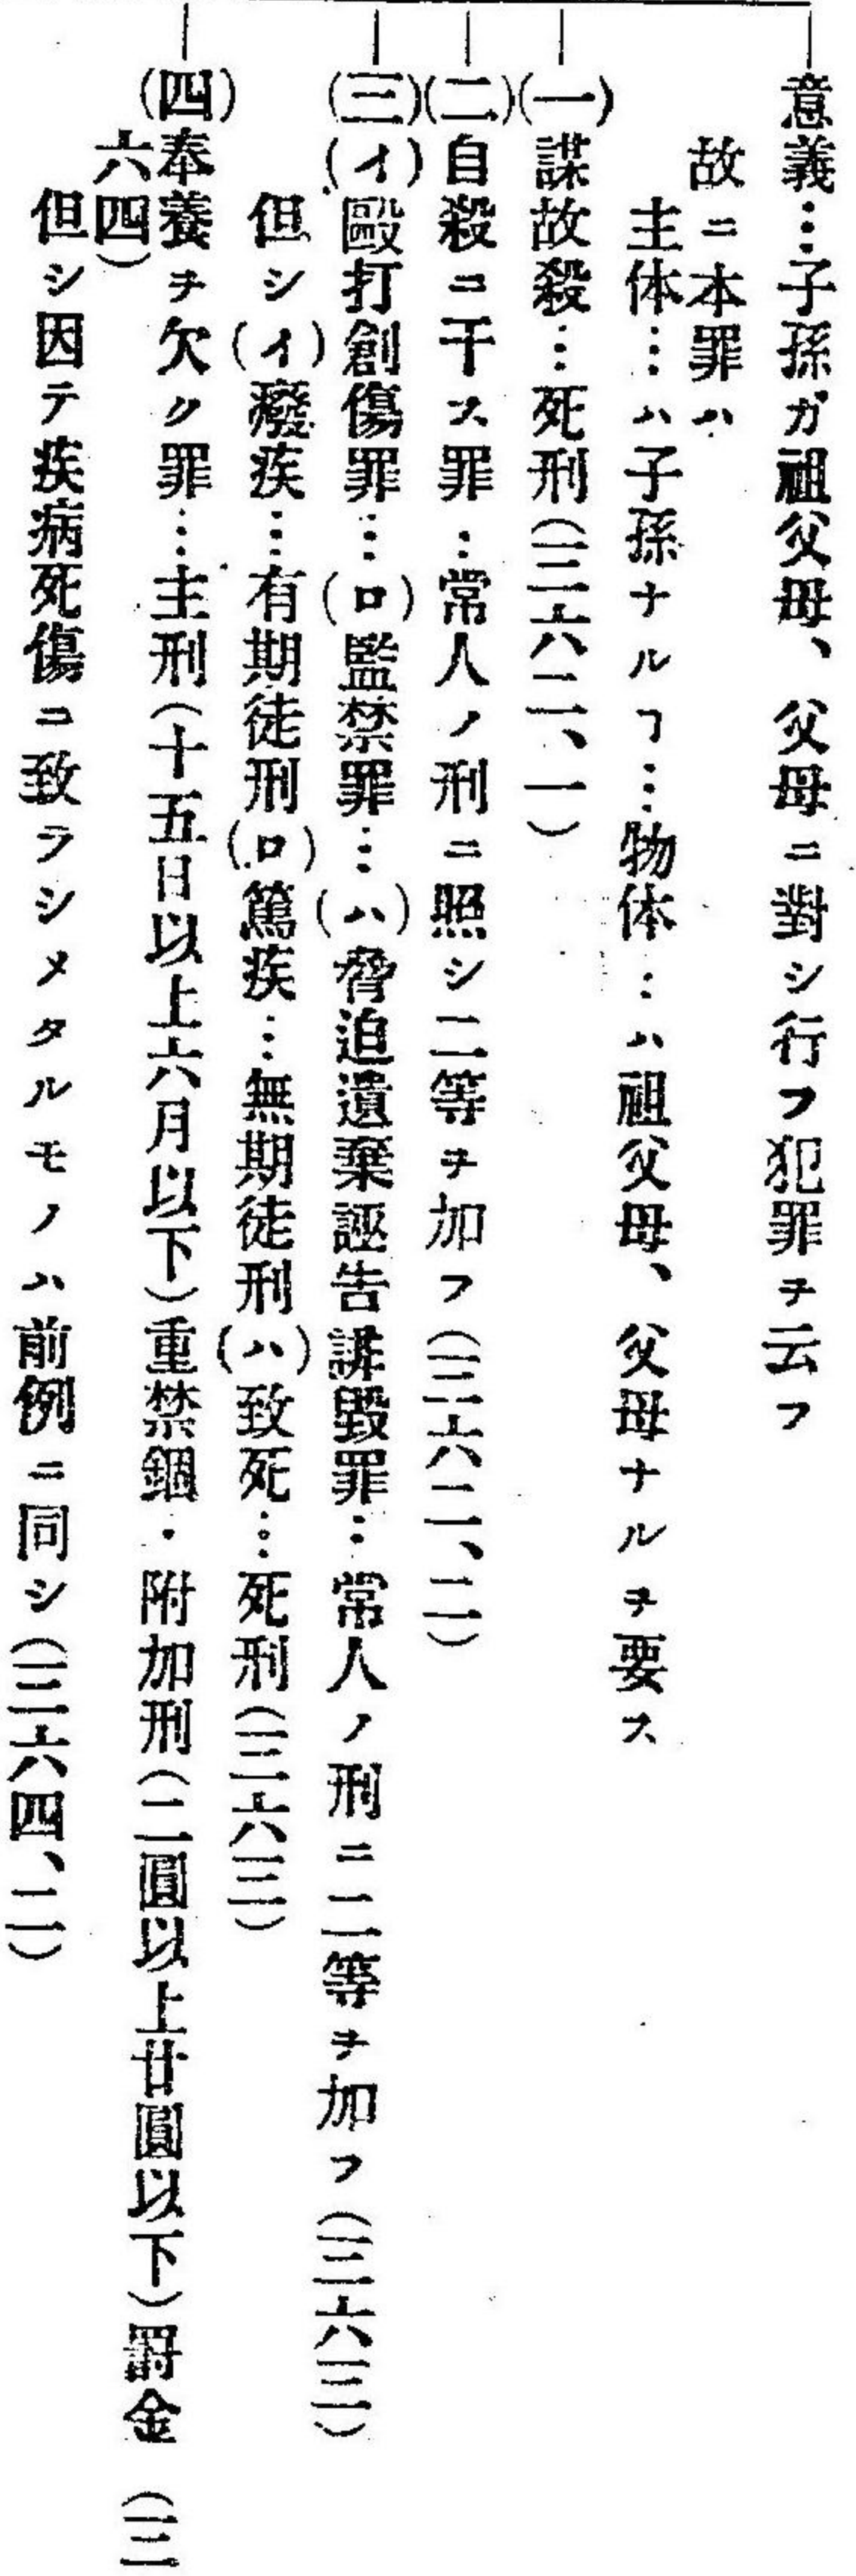 意義…子孫ガ祖父母、父母ニ對シ行フ犯罪ヲ云フ
故ニ本罪ハ
主体…ハ子孫ナルヿ…物体…ハ祖父母、父母ナルヲ要ス
(一)謀故殺…死刑(三六二、一)
(二)自殺ニ干ス罪…常人ノ刑ニ照シ二等ヲ加フ(三六二、二)
(三)(イ)毆打創傷罪…(ロ)監禁罪…(ハ)脅迫遺棄誣告誹毀罪…常人ノ刑ニ二等ヲ加フ(三六三)
但シ(イ)癈疾…有期徒刑(ロ)篤疾…無期徒刑(ハ)致死…死刑(三六三)
(四)奉養ヲ欠ク罪…主刑(十五日以上六月以下)重禁錮・附加刑(二圓以上廿圓以下)罰金(三
六四)
但シ因テ疾病死傷ニ致ラシメタルモノハ前例ニ同シ(三六四、二)